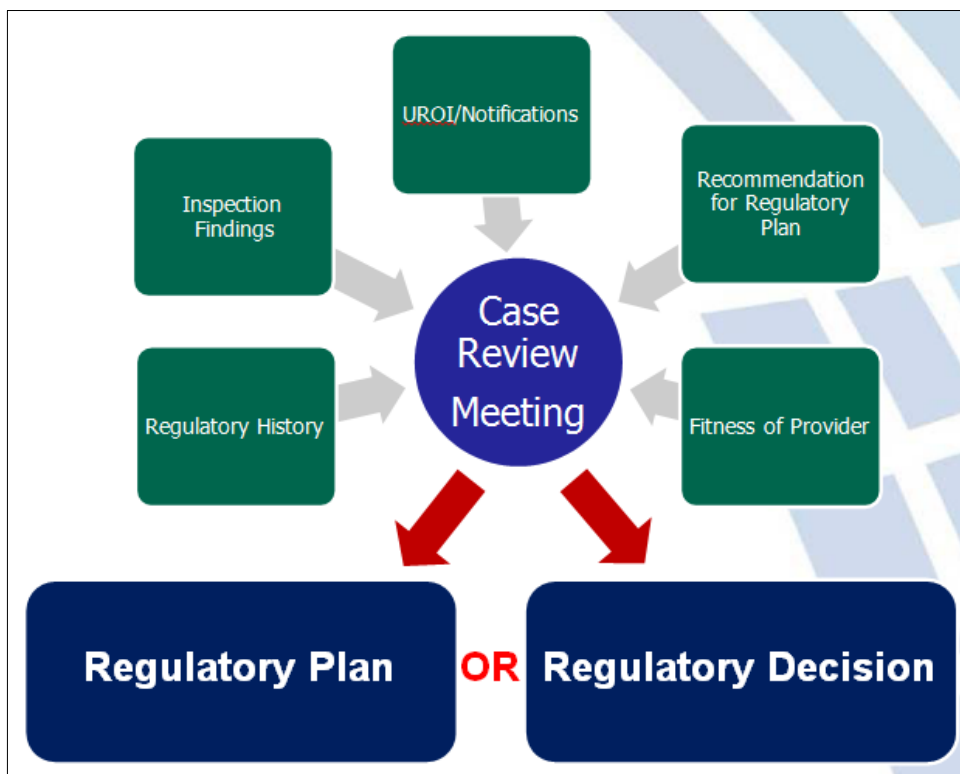 UROI/Notifications
Inspection
Findings
Recommendation
for Regulatory
Plan
Case
Review
Meeting
Regulatory History
Fitness of Provider
Regulatory Plan
OR
Regulatory Decision